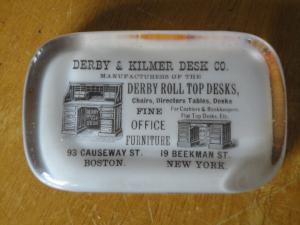 DERBY & KILMER DESK CO.
MANUFACTURERS OF THE
DERBY ROLL TOP DESKS,
Chairs, Directors Tables, Desks
For Cashiers & Bookkeepers,
Flat Top Desks, Etc.
FINE
OFFICE
FURNITURE
93 CAUSEWAY ST.
BOSTON.
19 BEEKMAN ST.
NEW YORK.